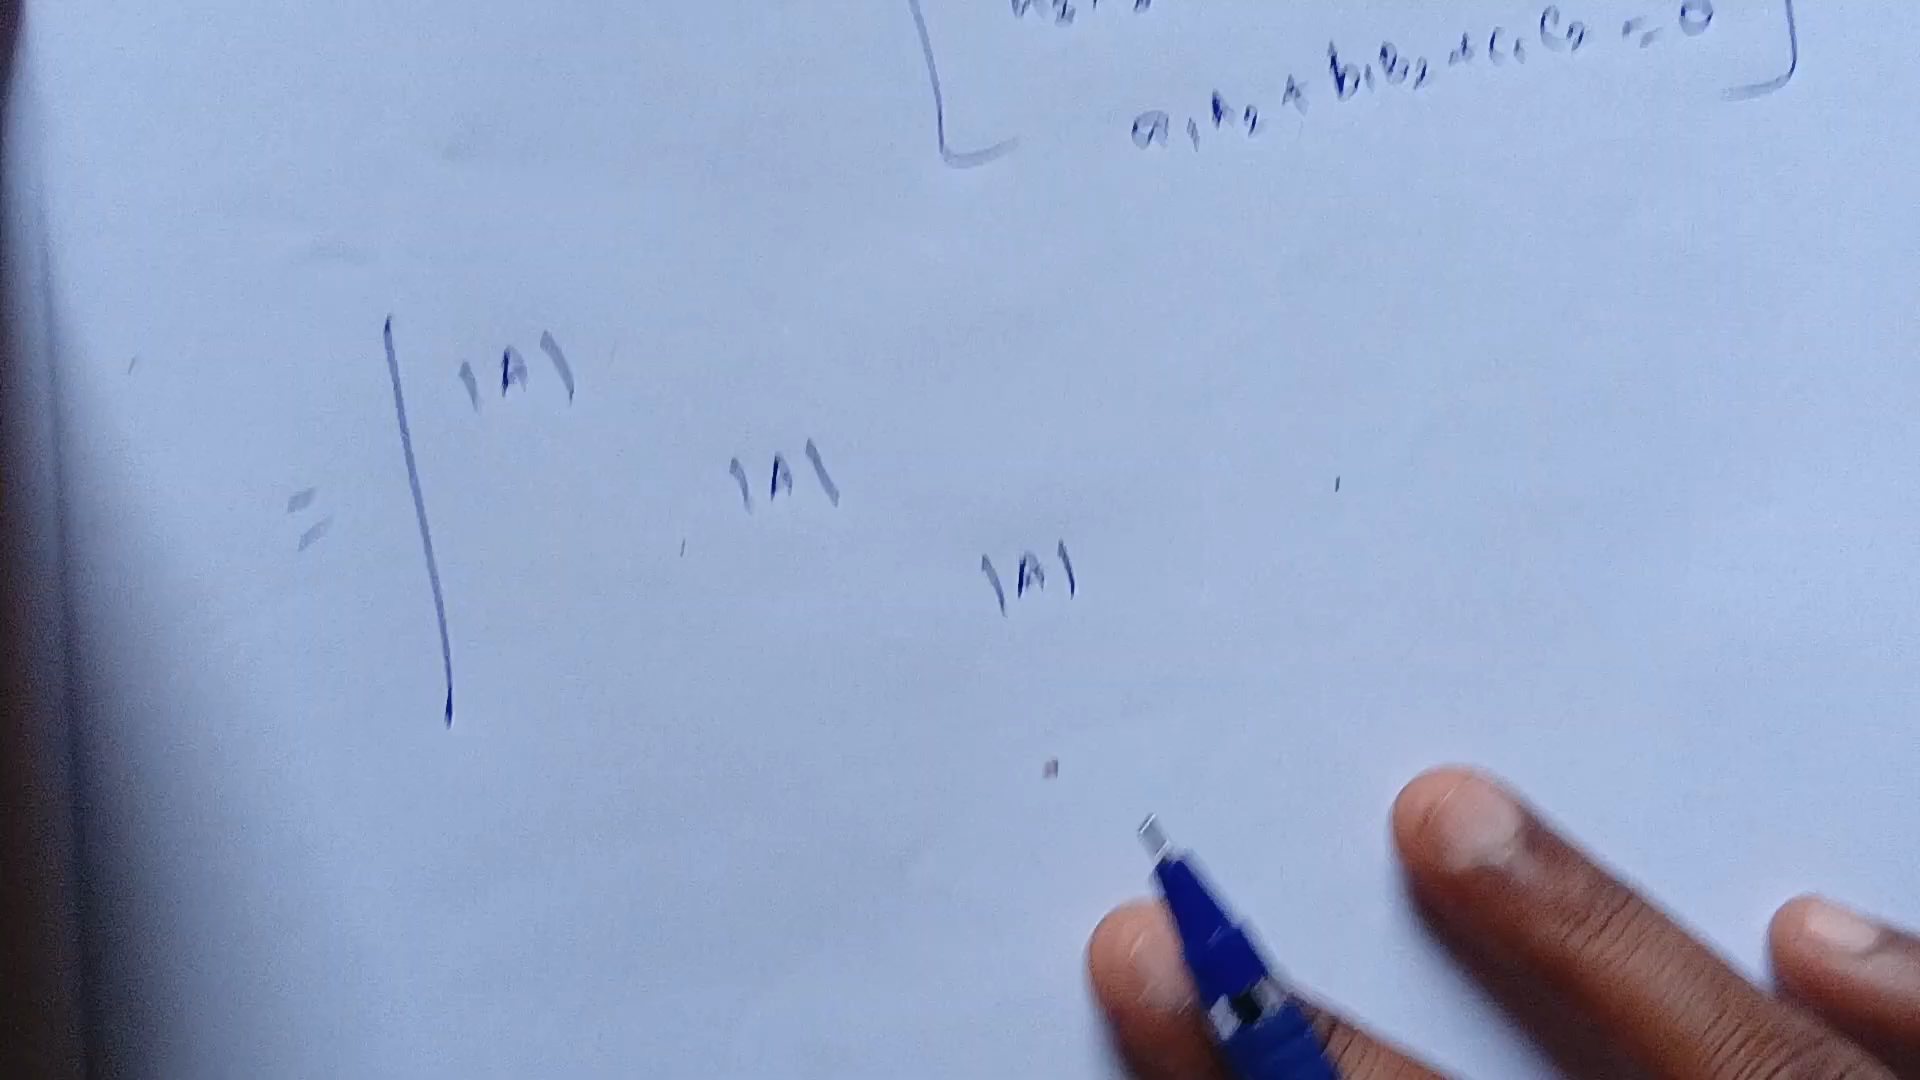 a₁A₂ + b₁B₂ + c₁C₂ = 0
= | |A|
|A|
|A|